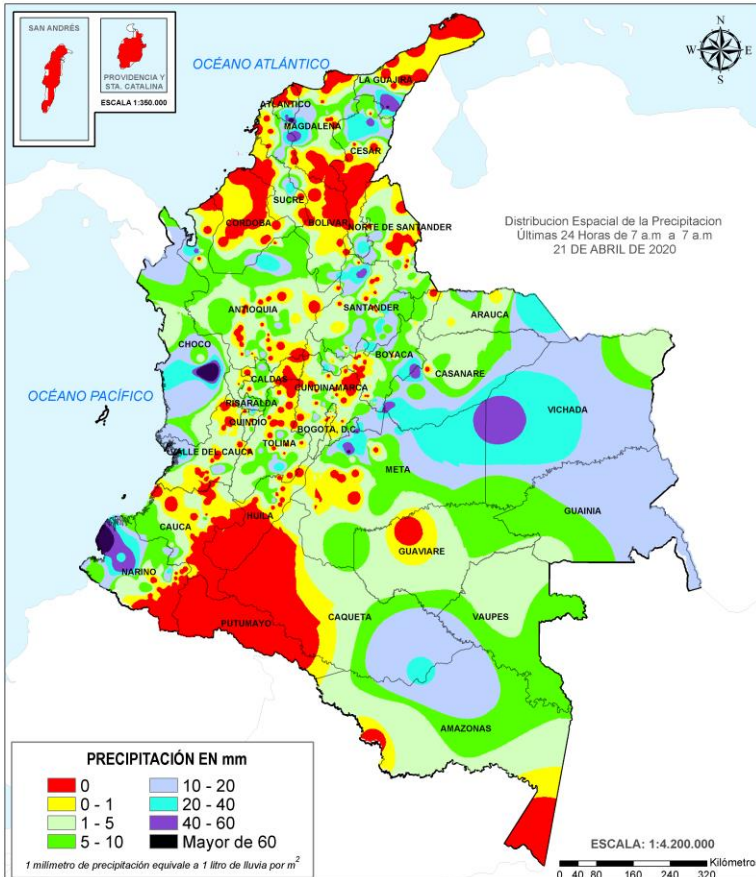 SAN ANDRÉS
PROVIDENCIA Y
STA. CATALINA
ESCALA 1:350.000
OCÉANO ATLÁNTICO
N
W
E
S
LA GUAJIRA
ATLANTICO
MAGDALENA
CESAR
SUCRE
CORDOBA
BOLIVAR
NORTE DE SANTANDER
Distribucion Espacial de la Precipitacion
Últimas 24 Horas de 7 a.m a 7 a.m
21 DE ABRIL DE 2020
ANTIOQUIA
SANTANDER
ARAUCA
CHOCO
BOYACA
CASANARE
CALDAS
CUNDINAMARCA
OCÉANO PACÍFICO
RISARALDA
VICHADA
QUINDIO
BOGOTA, D.C.
TOLIMA
VALLE DEL CAUCA
META
GUAINIA
HUILA
CAUCA
GUAVIARE
NARIÑO
CAQUETA
VAUPES
PUTUMAYO
AMAZONAS
PRECIPITACIÓN EN mm
0
10 - 20
0 - 1
20 - 40
1 - 5
40 - 60
5 - 10
Mayor de 60
1 milímetro de precipitación equivale a 1 litro de lluvia por m²
ESCALA: 1:4.200.000
Kilómetros
0 40 80 160 240 320